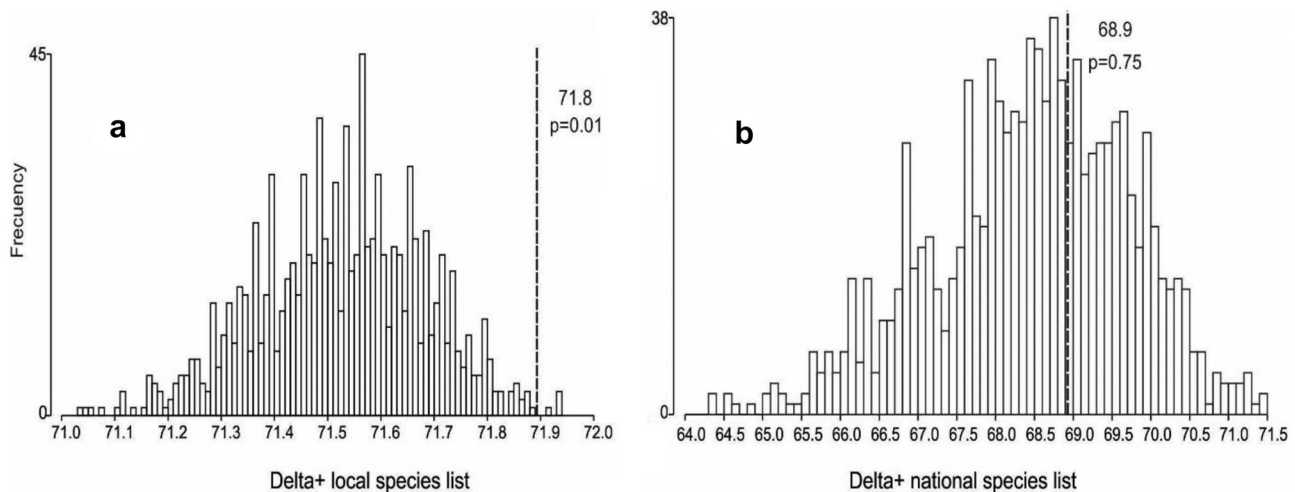 45
a
71.8
p=0.01
Frecuency
0
71.0 71.1 71.2 71.3 71.4 71.5 71.6 71.7 71.8 71.9 72.0
Delta+ local species list
38
68.9
p=0.75
b
0
64.0 64.5 65.0 65.5 66.0 66.5 67.0 67.5 68.0 68.5 69.0 69.5 70.0 70.5 71.0 71.5
Delta+ national species list